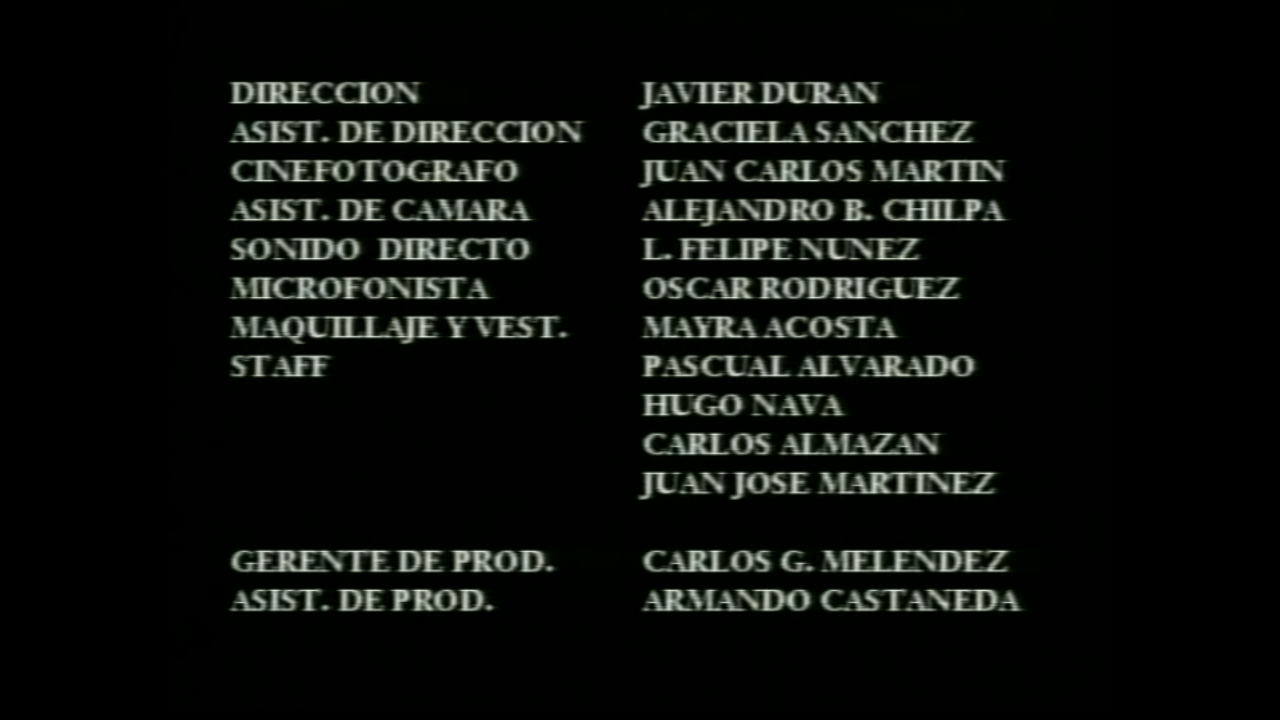 DIRECCION JAVIER DURAN
ASIST. DE DIRECCION GRACIELA SANCHEZ
CINEFOTOGRAFO JUAN CARLOS MARTIN
ASIST. DE CAMARA ALEJANDRO B. CHILPA
SONIDO DIRECTO L. FELIPE NUNEZ
MICROFONISTA OSCAR RODRIGUEZ
MAQUILLAJE Y VEST. MAYRA ACOSTA
STAFF PASCUAL ALVARADO
HUGO NAVA
CARLOS ALMAZAN
JUAN JOSE MARTINEZ
GERENTE DE PROD. CARLOS G. MELENDEZ
ASIST. DE PROD. ARMANDO CASTANEDA